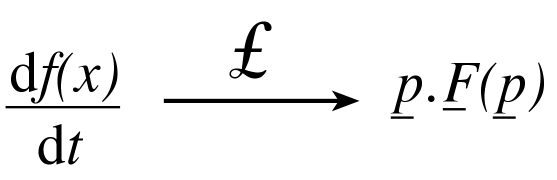 df(x)/dt £ → p.F(p)